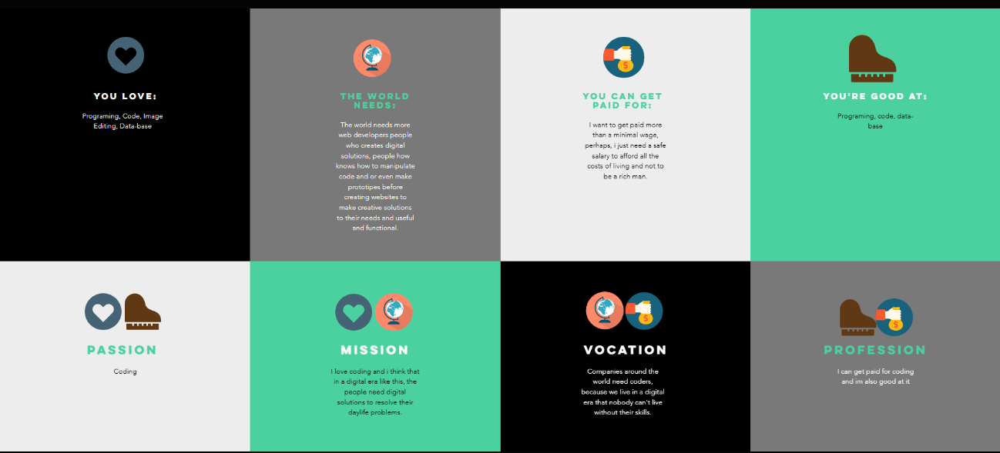 YOU LOVE:
Programing, Code, Image
Editing, Data-base
THE WORLD
NEEDS:
The world needs more
web developers people
who creates digital
solutions, people how
knows how to manipulate
code and or even make
prototipes before
creating websites to
make creative solutions
to their needs and useful
and functional.
YOU CAN GET
PAID FOR:
I want to get paid more
than a minimal wage,
perhaps, i just need a safe
salary to afford all the
costs of living and not to
be a rich man.
YOU'RE GOOD AT:
Programing, code, data-
base
PASSION
Coding
MISSION
I love coding and i think that
in a digital era like this, the
people need digital
solutions to resolve their
daylife problems.
VOCATION
Companies around the
world need coders,
because we live in a digital
era that nobody can't live
without their skills.
PROFESSION
I can get paid for coding
and im also good at it